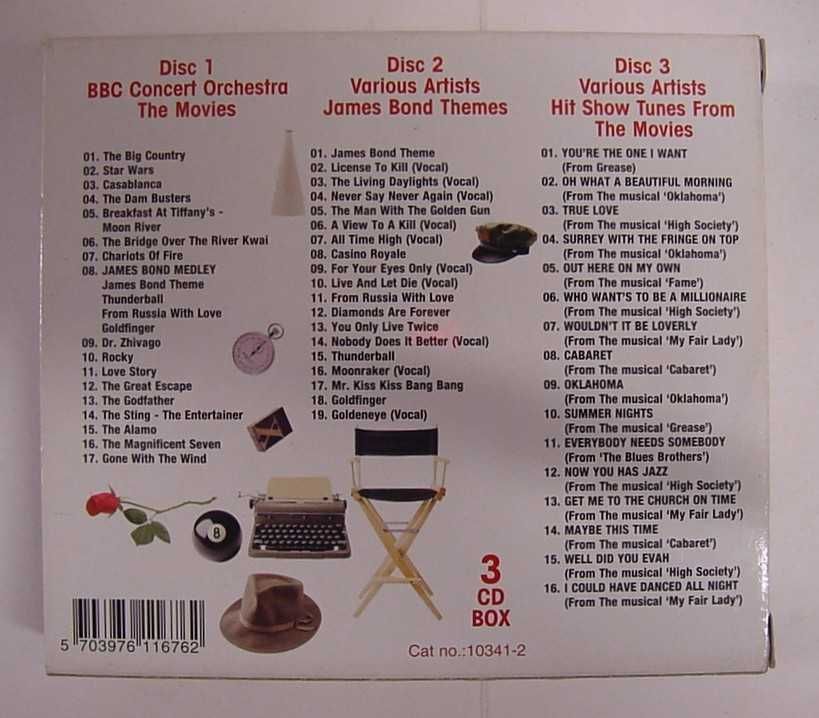 Disc 1
BBC Concert Orchestra
The Movies
01. The Big Country
02. Star Wars
03. Casablanca
04. The Dam Busters
05. Breakfast At Tiffany's -
Moon River
06. The Bridge Over The River Kwai
07. Chariots Of Fire
08. JAMES BOND MEDLEY
James Bond Theme
Thunderball
From Russia With Love
Goldfinger
09. Dr. Zhivago
10. Rocky
11. Love Story
12. The Great Escape
13. The Godfather
14. The Sting - The Entertainer
15. The Alamo
16. The Magnificent Seven
17. Gone With The Wind
Disc 2
Various Artists
James Bond Themes
01. James Bond Theme
02. License To Kill (Vocal)
03. The Living Daylights (Vocal)
04. Never Say Never Again (Vocal)
05. The Man With The Golden Gun
06. A View To A Kill (Vocal)
07. All Time High (Vocal)
08. Casino Royale
09. For Your Eyes Only (Vocal)
10. Live And Let Die (Vocal)
11. From Russia With Love
12. Diamonds Are Forever
13. You Only Live Twice
14. Nobody Does It Better (Vocal)
15. Thunderball
16. Moonraker (Vocal)
17. Mr. Kiss Kiss Bang Bang
18. Goldfinger
19. Goldeneye (Vocal)
Disc 3
Various Artists
Hit Show Tunes From
The Movies
01. YOU'RE THE ONE I WANT
(From Grease)
02. OH WHAT A BEAUTIFUL MORNING
(From The musical 'Oklahoma')
03. TRUE LOVE
(From The musical 'High Society')
04. SURREY WITH THE FRINGE ON TOP
(From The musical 'Oklahoma')
05. OUT HERE ON MY OWN
(From The musical 'Fame')
06. WHO WANT'S TO BE A MILLIONAIRE
(From The musical 'High Society')
07. WOULDN'T IT BE LOVERLY
(From The musical 'My Fair Lady')
08. CABARET
(From The musical 'Cabaret')
09. OKLAHOMA
(From The musical 'Oklahoma')
10. SUMMER NIGHTS
(From The musical 'Grease')
11. EVERYBODY NEEDS SOMEBODY
(From 'The Blues Brothers')
12. NOW YOU HAS JAZZ
(From The musical 'High Society')
13. GET ME TO THE CHURCH ON TIME
(From The musical 'My Fair Lady')
14. MAYBE THIS TIME
(From The musical 'Cabaret')
15. WELL DID YOU EVAH
(From The musical 'High Society')
16. I COULD HAVE DANCED ALL NIGHT
(From The musical 'My Fair Lady')
8
3
CD
BOX
5 703976 116762
Cat no.:10341-2